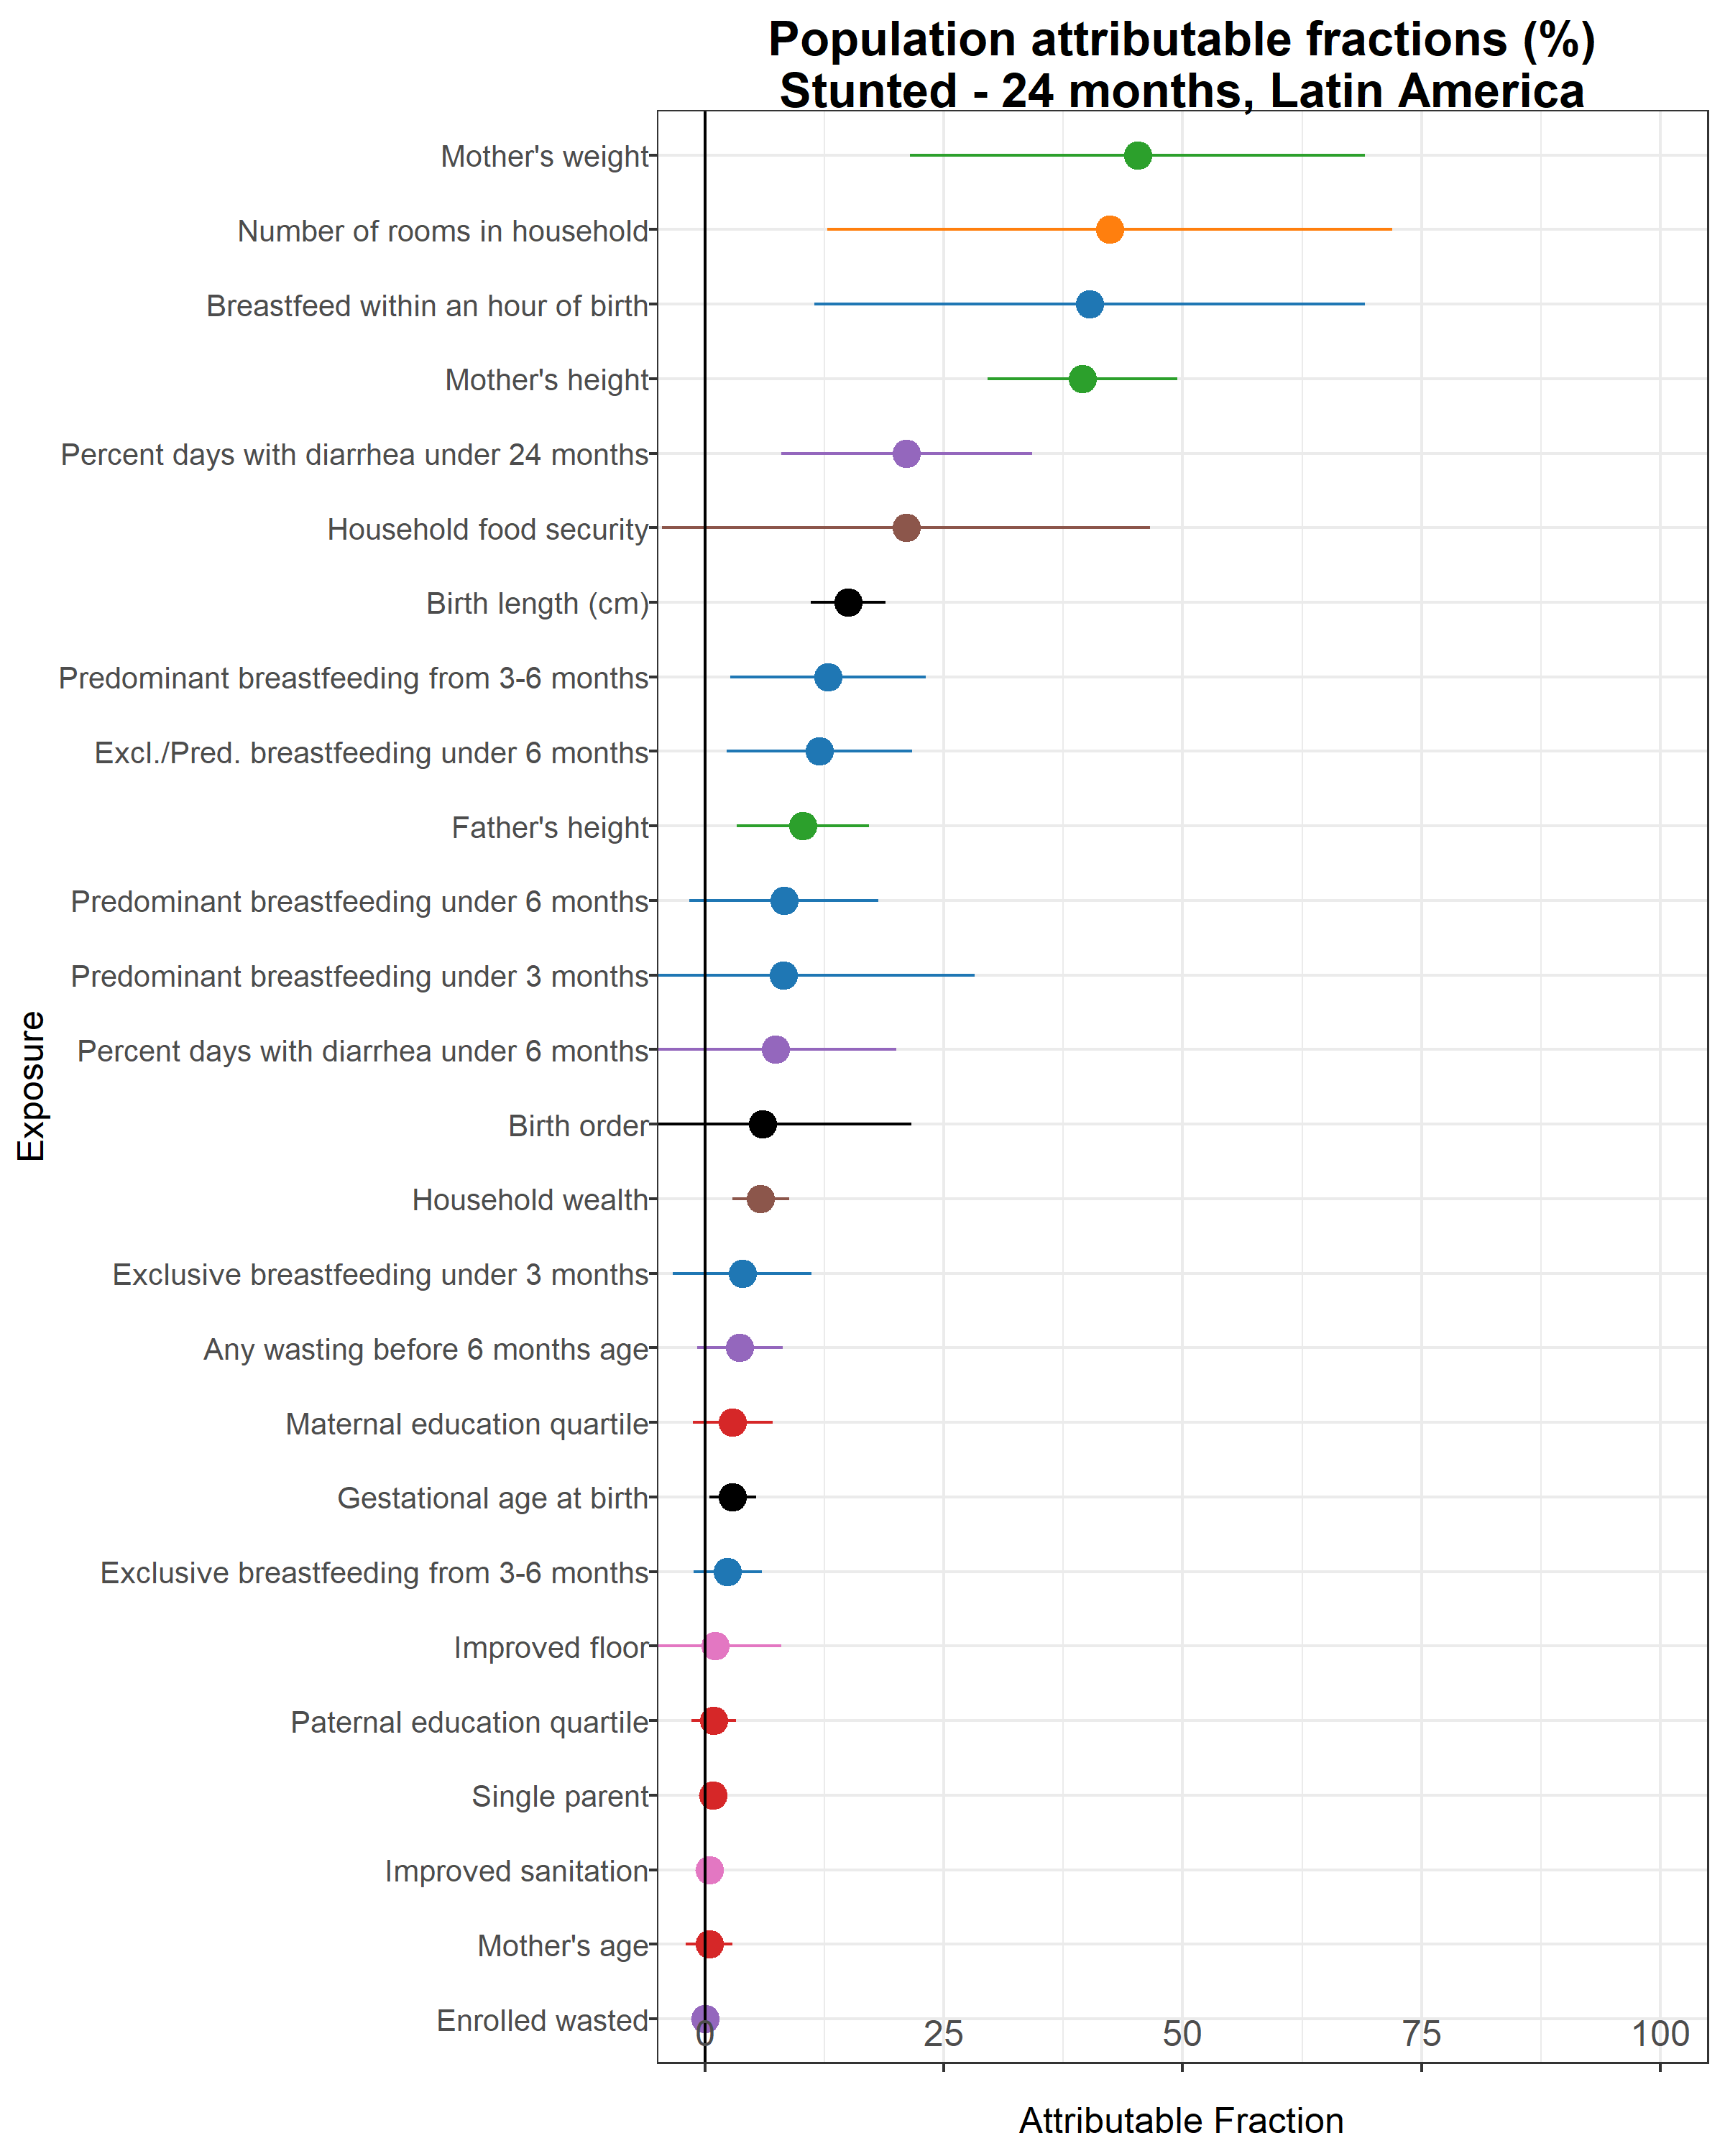 Population attributable fractions (%)
Stunted - 24 months, Latin America
Mother's weight
Number of rooms in household
Breastfeed within an hour of birth
Mother's height
Percent days with diarrhea under 24 months
Household food security
Birth length (cm)
Predominant breastfeeding from 3-6 months
Excl./Pred. breastfeeding under 6 months
Father's height
Predominant breastfeeding under 6 months
Predominant breastfeeding under 3 months
Percent days with diarrhea under 6 months
Birth order
Household wealth
Exclusive breastfeeding under 3 months
Any wasting before 6 months age
Maternal education quartile
Gestational age at birth
Exclusive breastfeeding from 3-6 months
Improved floor
Paternal education quartile
Single parent
Improved sanitation
Mother's age
Enrolled wasted
Exposure
0 25 50 75 100
Attributable Fraction